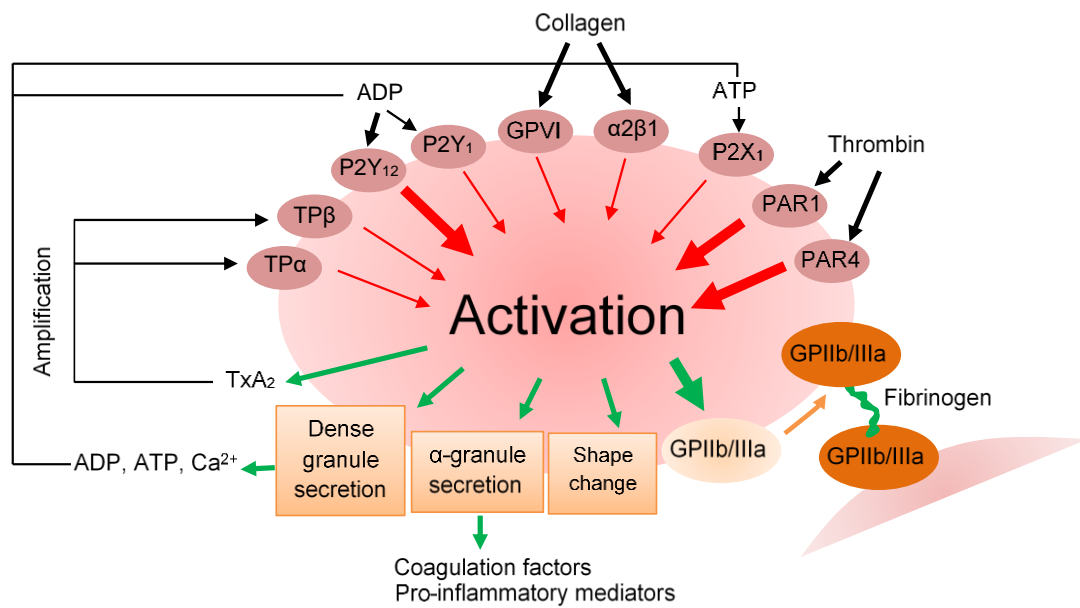 Collagen
ADP
ATP
Thrombin
P2Y₁₂
P2Y₁
GPVI
α2β1
P2X₁
PAR1
PAR4
TPβ
TPα
Amplification
Activation
TxA₂
ADP, ATP, Ca²⁺
Dense
granule
secretion
α-granule
secretion
Shape
change
GPIIb/IIIa
GPIIb/IIIa
Fibrinogen
GPIIb/IIIa
Coagulation factors
Pro-inflammatory mediators